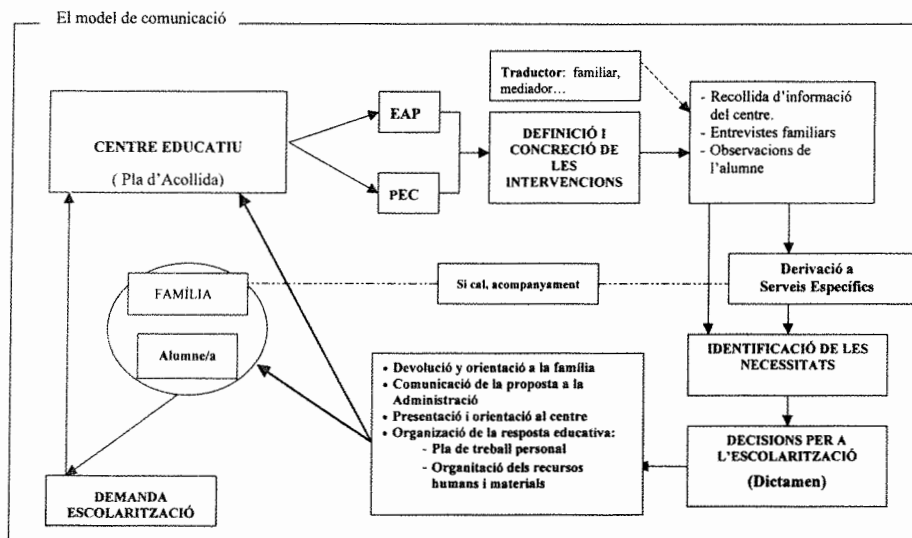 El model de comunicació
Traductor: familiar,
mediador…
CENTRE EDUCATIU
( Pla d'Acollida)
EAP
PEC
DEFINICIÓ I
CONCRECIÓ DE
LES
INTERVENCIONS
- Recollida d'informació
del centre.
- Entrevistes familiars
- Observacions de
l'alumne
FAMÍLIA
Alumne/a
Si cal, acompanyament
Derivació a
Serveis Específics
IDENTIFICACIÓ DE LES
NECESSITATS
• Devolució y orientació a la família
• Comunicació de la proposta a la
Administració
• Presentació i orientació al centre
• Organizació de la resposta educativa:
- Pla de treball personal
- Organitació dels recursos
humans i materials
DECISIONS PER A
L'ESCOLARITZACIÓ
(Dictamen)
DEMANDA
ESCOLARITZACIÓ